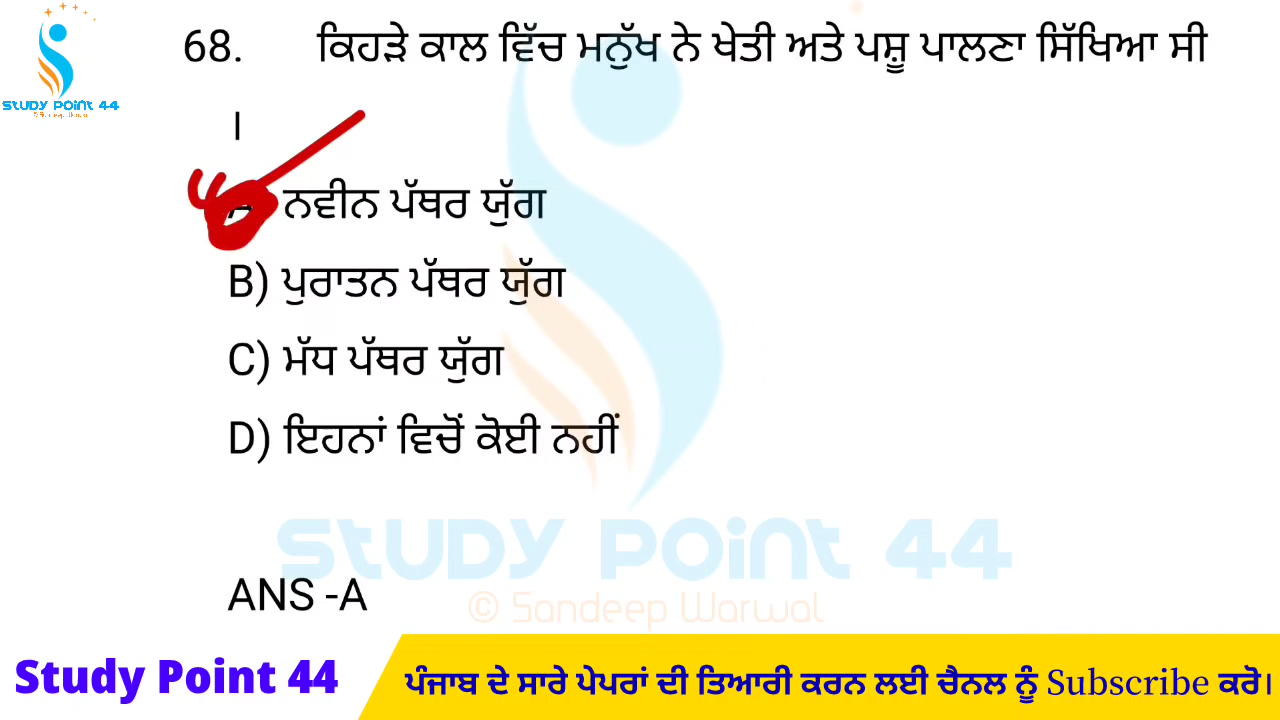 68. ਕਿਹੜੇ ਕਾਲ ਵਿੱਚ ਮਨੁੱਖ ਨੇ ਖੇਤੀ ਅਤੇ ਪਸ਼ੂ ਪਾਲਣਾ ਸਿੱਖਿਆ ਸੀ
।
A) ਨਵੀਨ ਪੱਥਰ ਯੁੱਗ
B) ਪੁਰਾਤਨ ਪੱਥਰ ਯੁੱਗ
C) ਮੱਧ ਪੱਥਰ ਯੁੱਗ
D) ਇਹਨਾਂ ਵਿਚੋਂ ਕੋਈ ਨਹੀਂ
STUDY POINT 44
ANS -A
© Sandeep Warwal
STUDY POINT 44
Study Point 44
ਪੰਜਾਬ ਦੇ ਸਾਰੇ ਪੇਪਰਾਂ ਦੀ ਤਿਆਰੀ ਕਰਨ ਲਈ ਚੈਨਲ ਨੂੰ Subscribe ਕਰੋ।